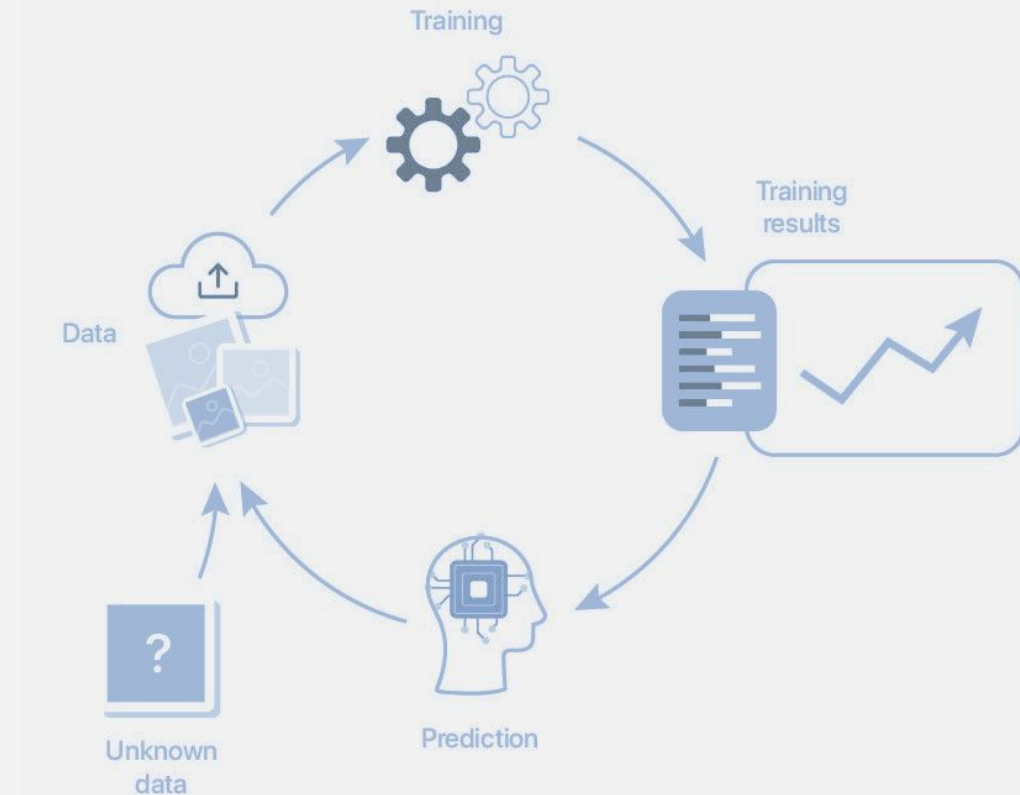 Training
Training
results
Data
?
Prediction
Unknown
data